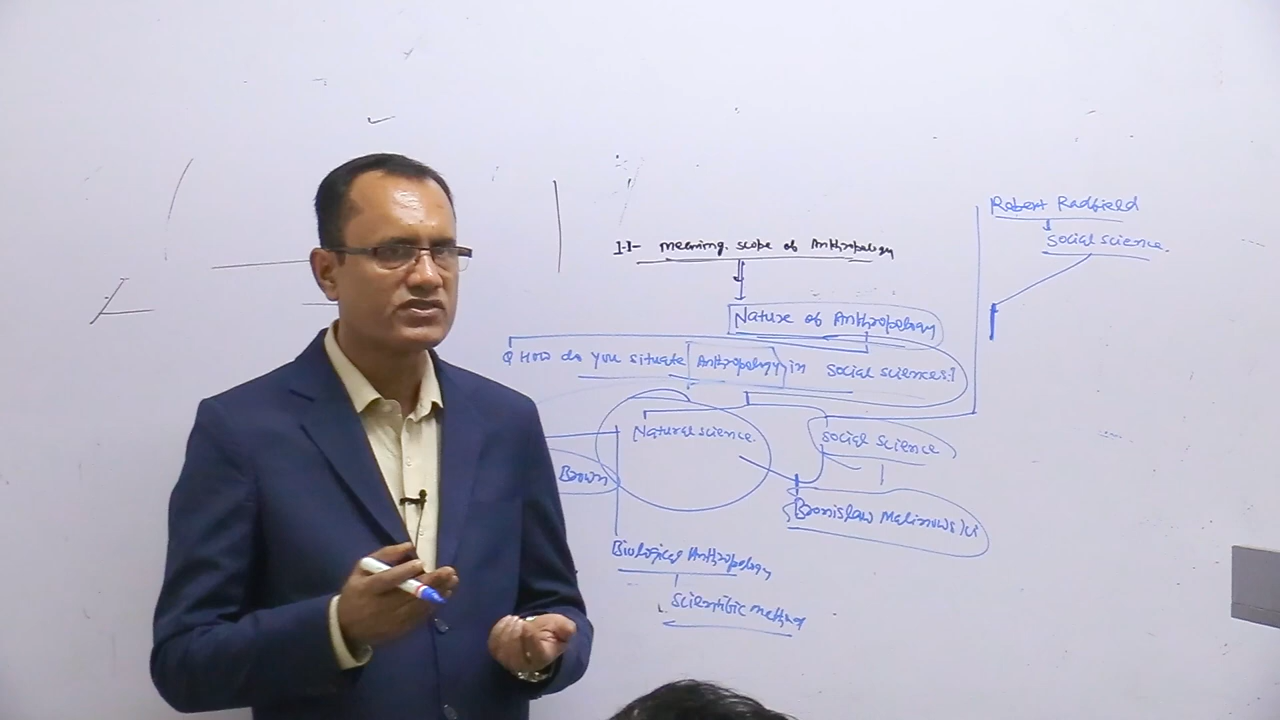 1.1- meaning. scope of Anthropology
Nature of Anthropology
Q How do you situate Anthropology in social sciences?
Natural science.
Social science
Brown
Bronislaw Malinowski
Biological Anthropology
Scientific method
Robert Radfield
Social science.